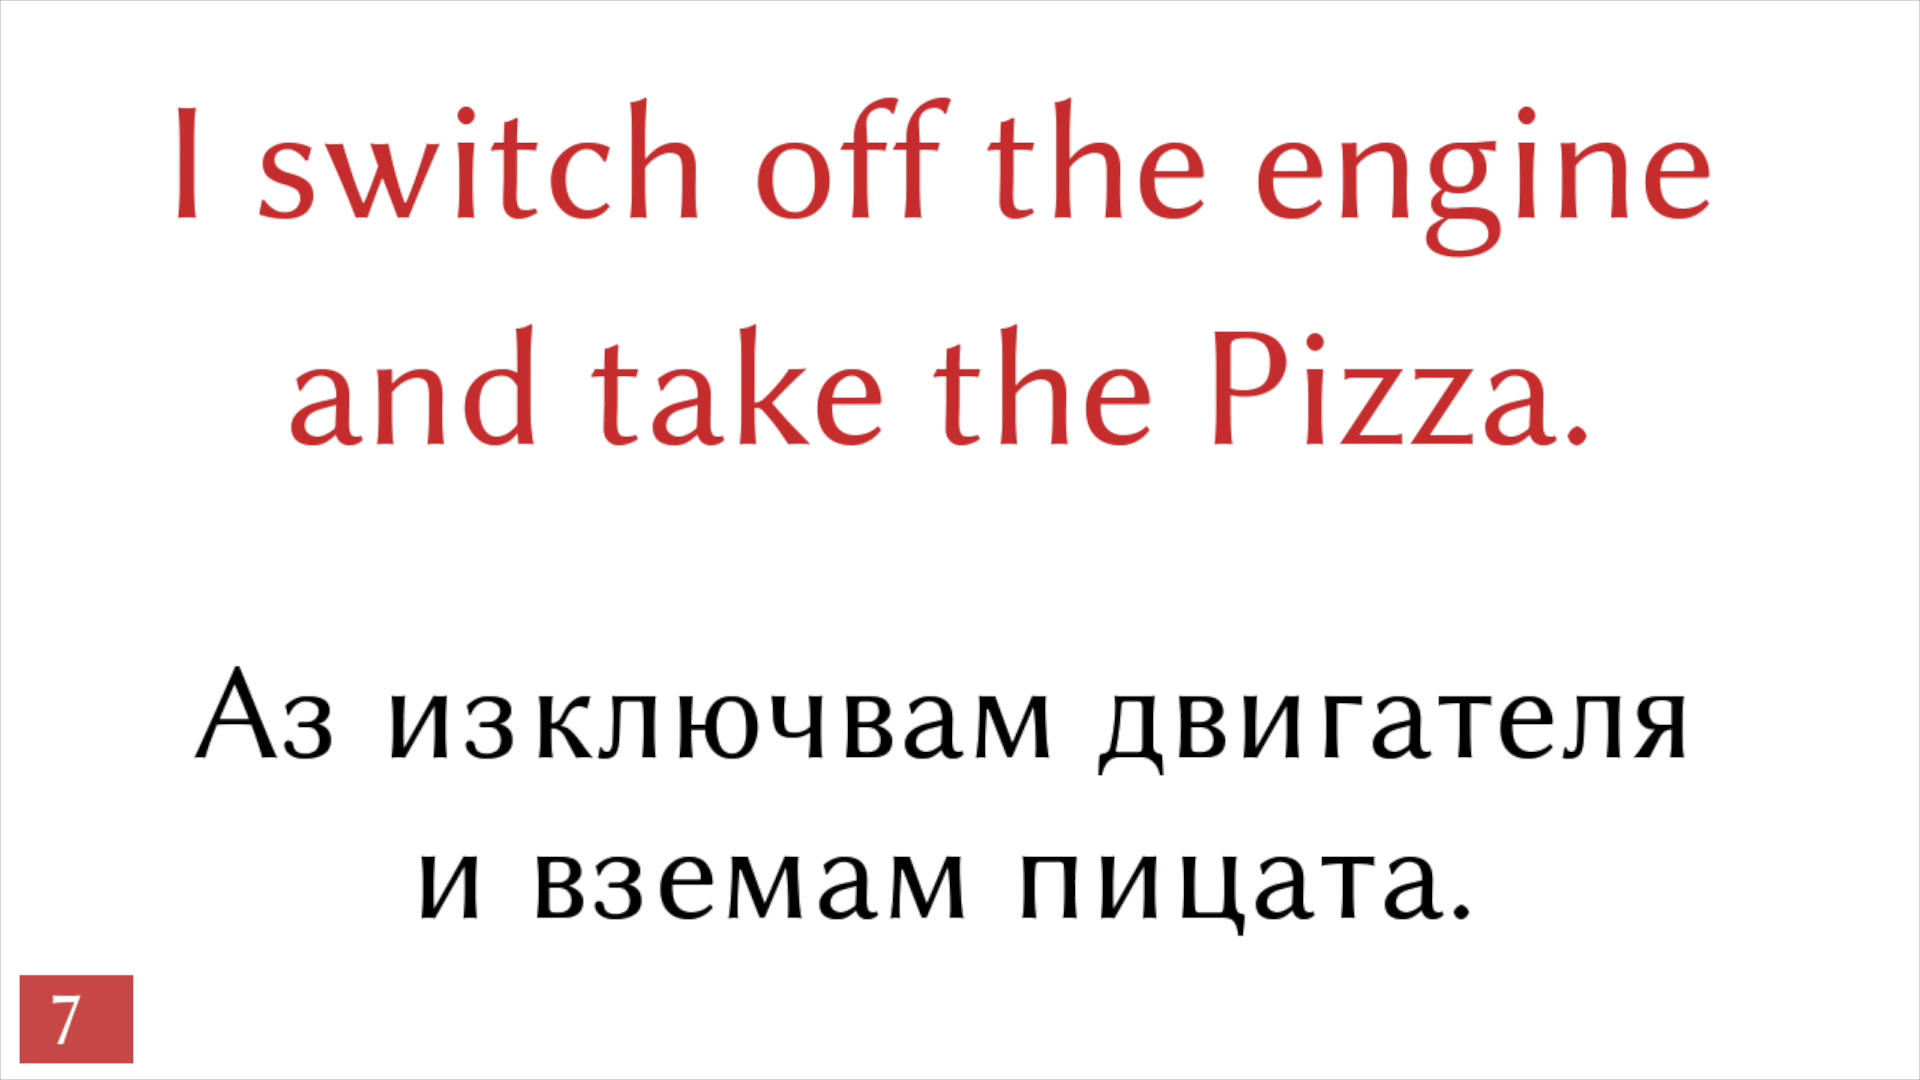 I switch off the engine
and take the Pizza.
Аз изключвам двигателя
и вземам пицата.
7